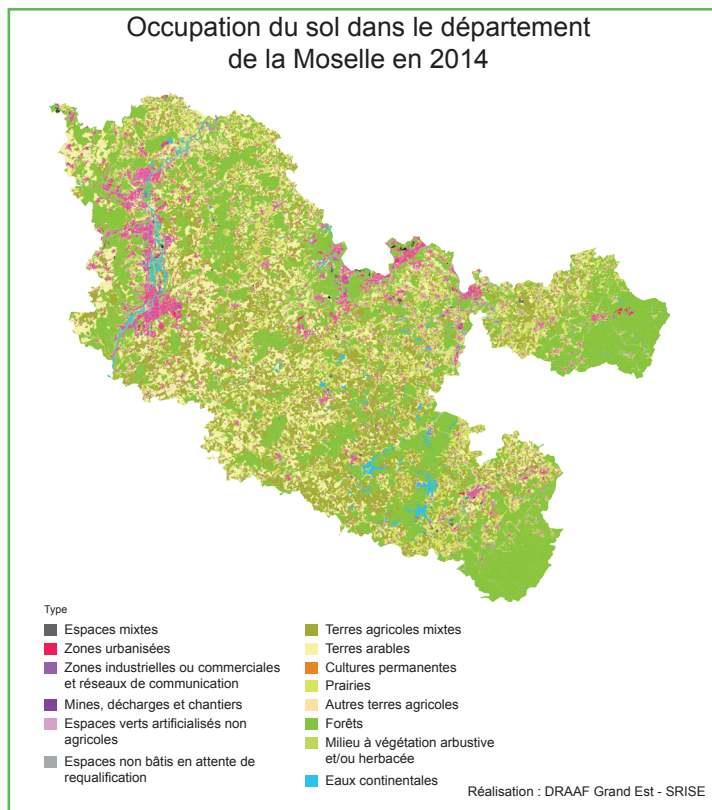 Occupation du sol dans le département
de la Moselle en 2014
Type
Espaces mixtes
Zones urbanisées
Zones industrielles ou commerciales
et réseaux de communication
Mines, décharges et chantiers
Espaces verts artificialisés non
agricoles
Espaces non bâtis en attente de
requalification
Terres agricoles mixtes
Terres arables
Cultures permanentes
Prairies
Autres terres agricoles
Forêts
Milieu à végétation arbustive
et/ou herbacée
Eaux continentales
Réalisation : DRAAF Grand Est - SRISE